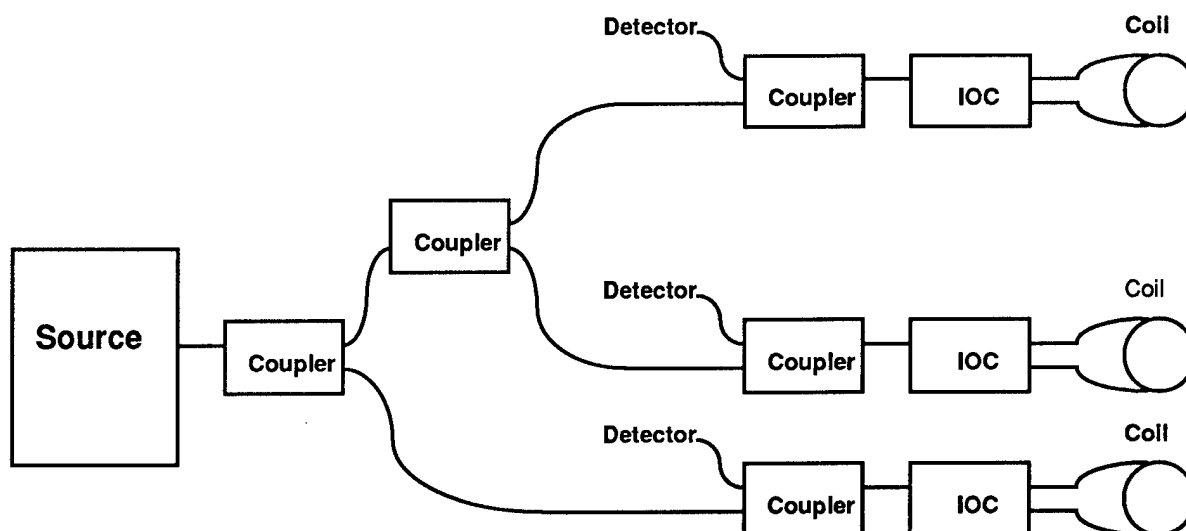 Coil
Detector
Coupler
IOC
Coupler
Coil
Detector
Source
Coupler
Coupler
IOC
Coil
Detector
Coupler
IOC